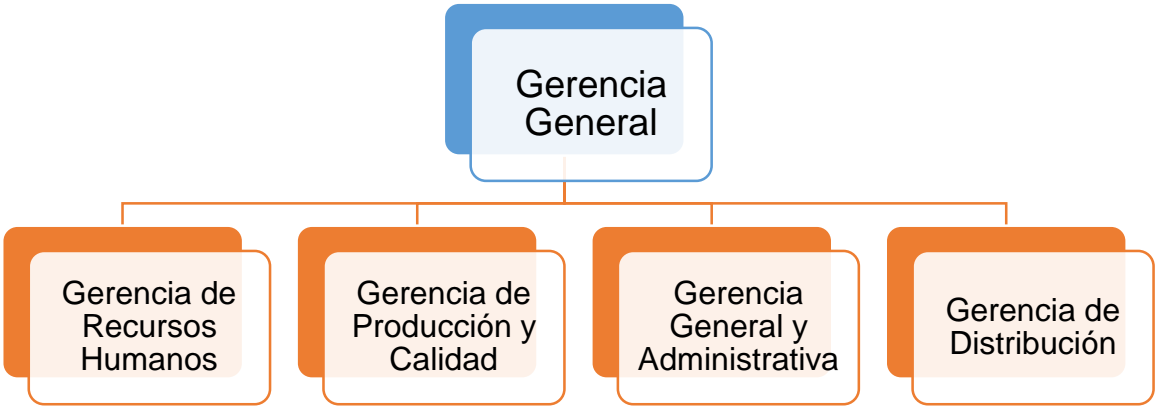 Gerencia
General
Gerencia de
Recursos
Humanos
Gerencia de
Producción y
Calidad
Gerencia
General y
Administrativa
Gerencia de
Distribución